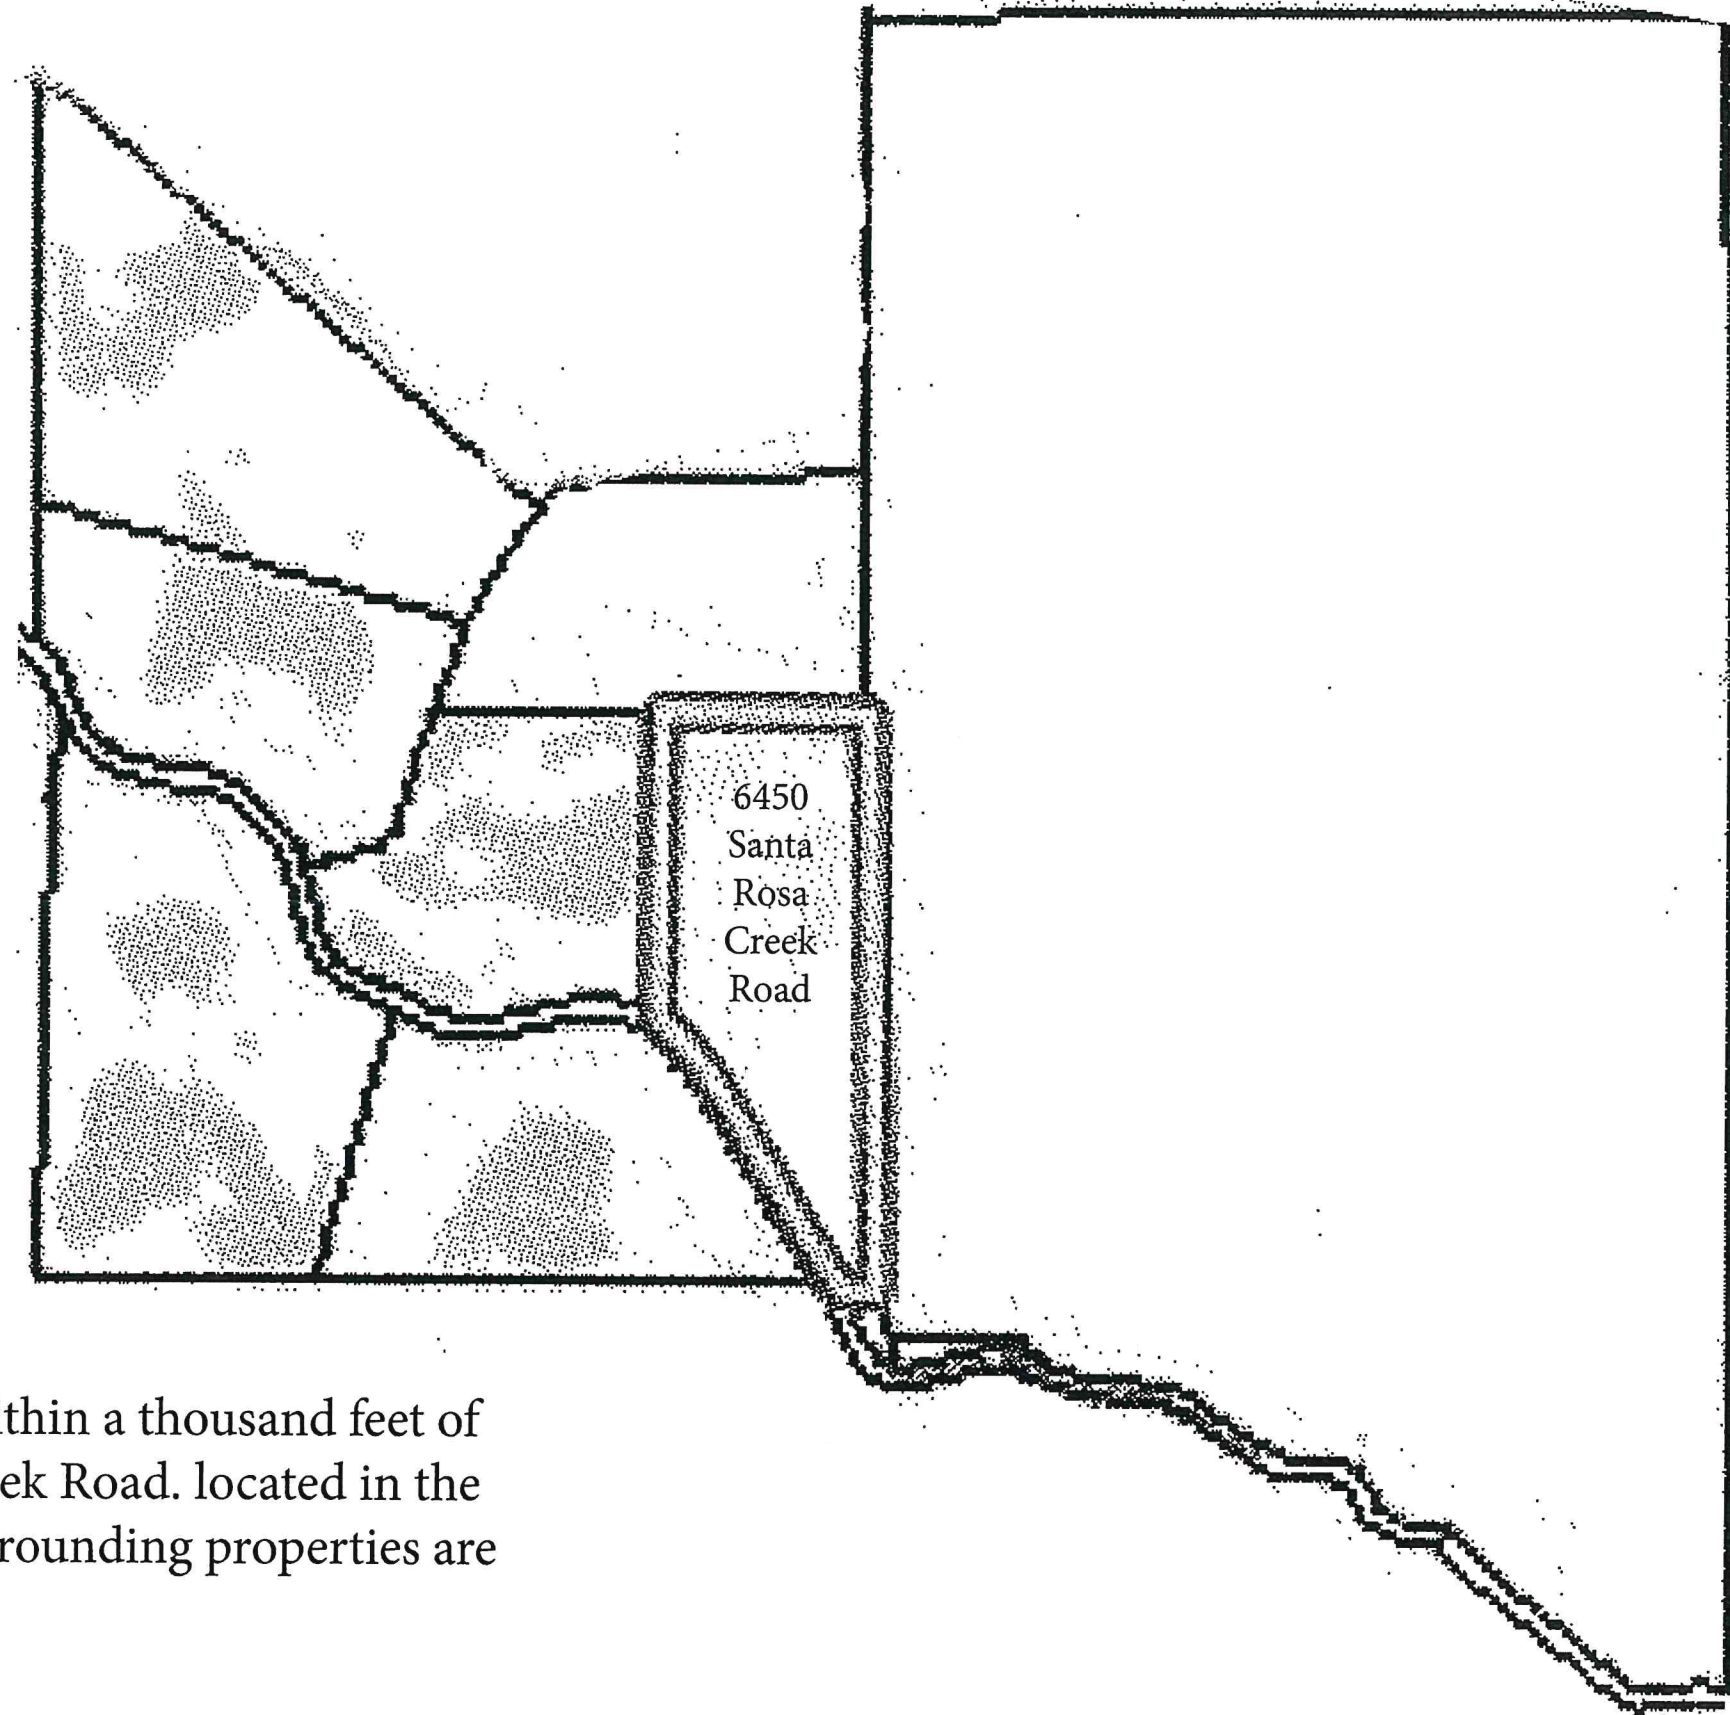 6450
Santa
Rosa
Creek
Road
thin a thousand feet of
ek Road. located in the
rounding properties are